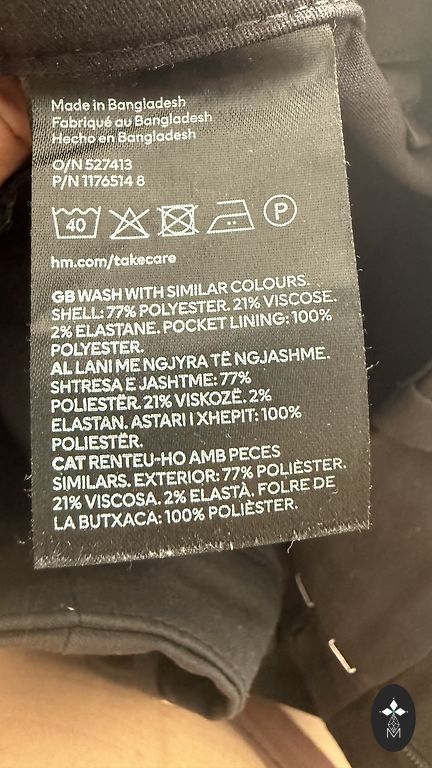 Made in Bangladesh
Fabriqué au Bangladesh
Hecho en Bangladesh
O/N 527413
P/N 1176514 8
40
P
hm.com/takecare
GB WASH WITH SIMILAR COLOURS.
SHELL: 77% POLYESTER. 21% VISCOSE.
2% ELASTANE. POCKET LINING: 100%
POLYESTER.
AL LANI ME NGJYRA TË NGJASHME.
SHTRESA E JASHTME: 77%
POLIESTËR. 21% VISKOZË. 2%
ELASTAN. ASTARI I XHEPIT: 100%
POLIESTËR.
CAT RENTEU-HO AMB PECES
SIMILARS. EXTERIOR: 77% POLIÈSTER.
21% VISCOSA. 2% ELASTÀ. FOLRE DE
LA BUTXACA: 100% POLIÈSTER.
M